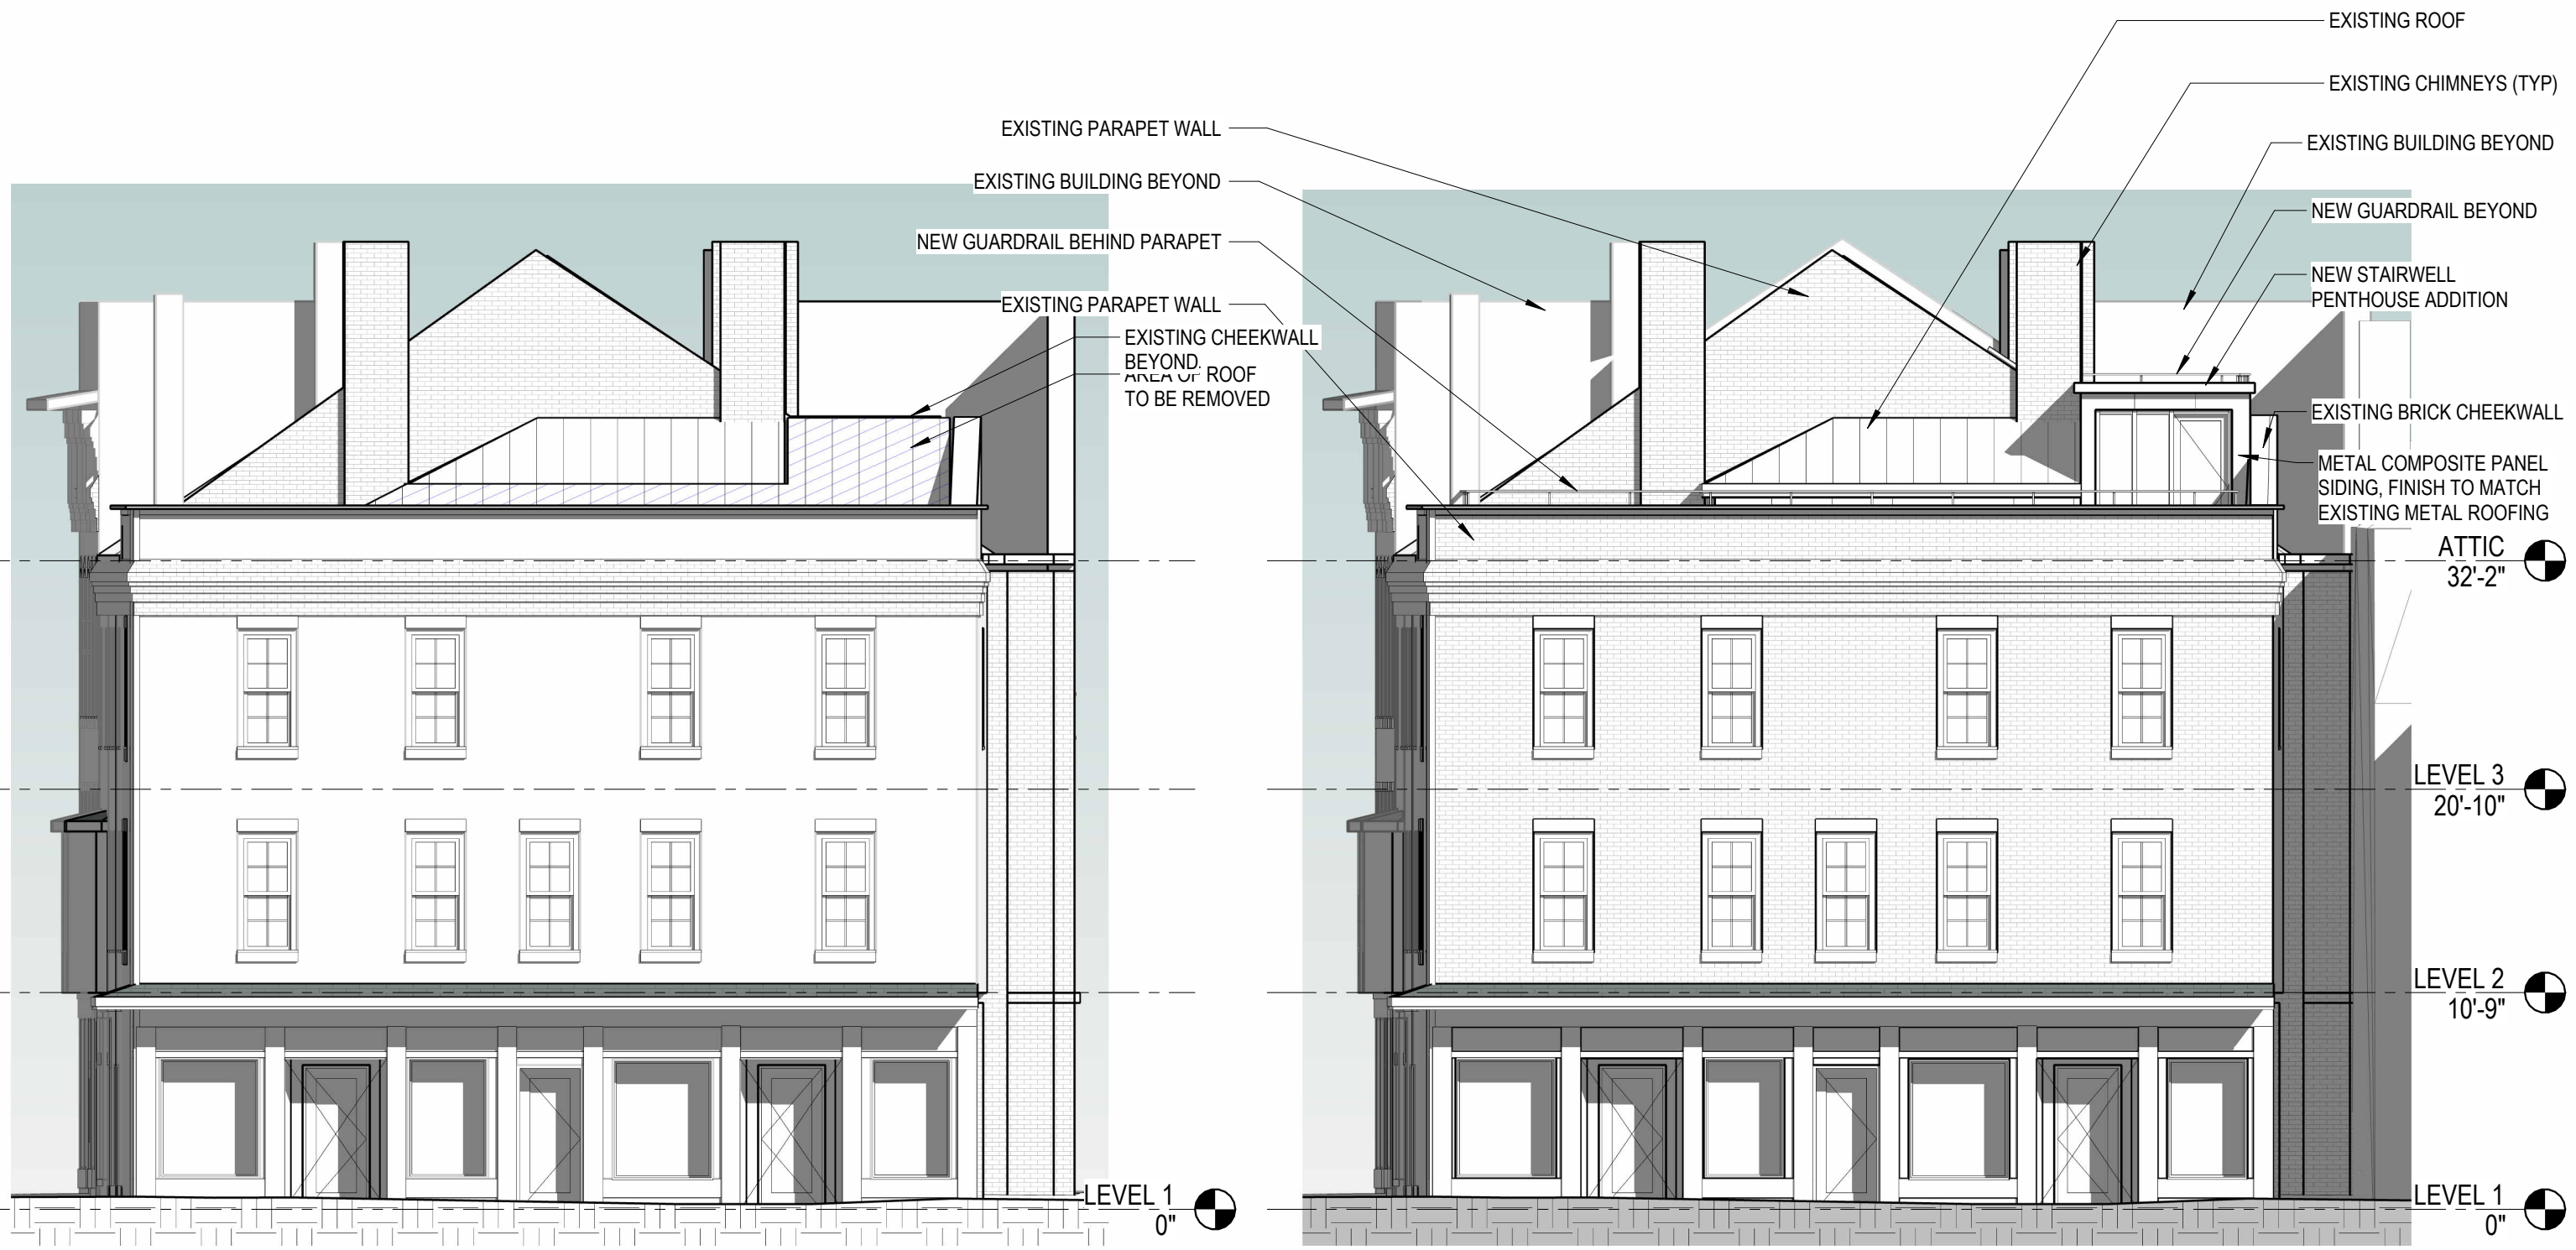 EXISTING ROOF
EXISTING CHIMNEYS (TYP)
EXISTING PARAPET WALL
EXISTING BUILDING BEYOND
EXISTING BUILDING BEYOND
NEW GUARDRAIL BEYOND
NEW GUARDRAIL BEHIND PARAPET
NEW STAIRWELL
PENTHOUSE ADDITION
EXISTING PARAPET WALL
EXISTING CHEEKWALL
BEYOND
AREA OF ROOF
TO BE REMOVED
EXISTING BRICK CHEEKWALL
METAL COMPOSITE PANEL
SIDING, FINISH TO MATCH
EXISTING METAL ROOFING
ATTIC
32'-2"
LEVEL 3
20'-10"
LEVEL 2
10'-9"
LEVEL 1
0"
LEVEL 1
0"